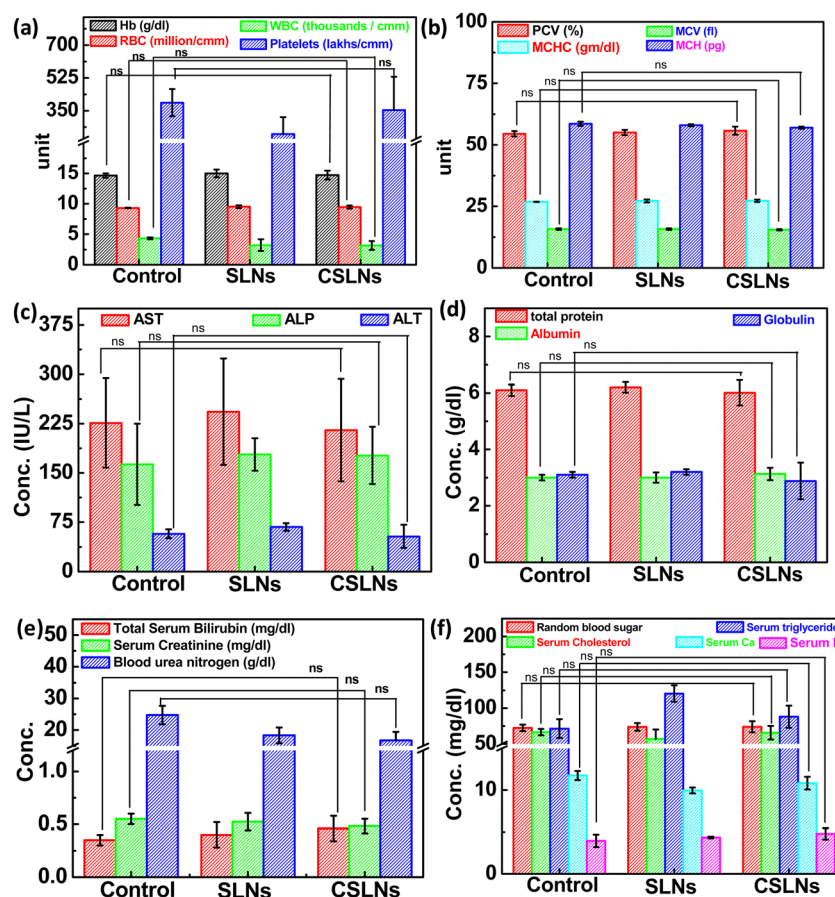 (a)
Hb (g/dl)
WBC (thousands / cmm)
RBC (million/cmm)
Platelets (lakhs/cmm)
ns
ns
ns
ns
unit
700
525
350
15
10
5
0
Control
SLNs
CSLNs
(b)
PCV (%)
MCV (fl)
MCHC (gm/dl)
MCH (pg)
ns
ns
ns
ns
unit
100
75
50
25
0
Control
SLNs
CSLNs
(c)
AST
ALP
ALT
ns
ns
ns
Conc. (IU/L)
375
300
225
150
75
0
Control
SLNs
CSLNs
(d)
total protein
Globulin
Albumin
ns
ns
ns
Conc. (g/dl)
8
6
4
2
0
Control
SLNs
CSLNs
(e)
Total Serum Bilirubin (mg/dl)
Serum Creatinine (mg/dl)
Blood urea nitrogen (g/dl)
ns
ns
ns
Conc.
50
40
30
20
1.0
0.5
0.0
Control
SLNs
CSLNs
(f)
Random blood sugar
Serum triglyceride
Serum Cholesterol
Serum Ca
Serum
ns
ns
ns
ns
ns
Conc. (mg/dl)
200
150
100
50
10
0
Control
SLNs
CSLNs